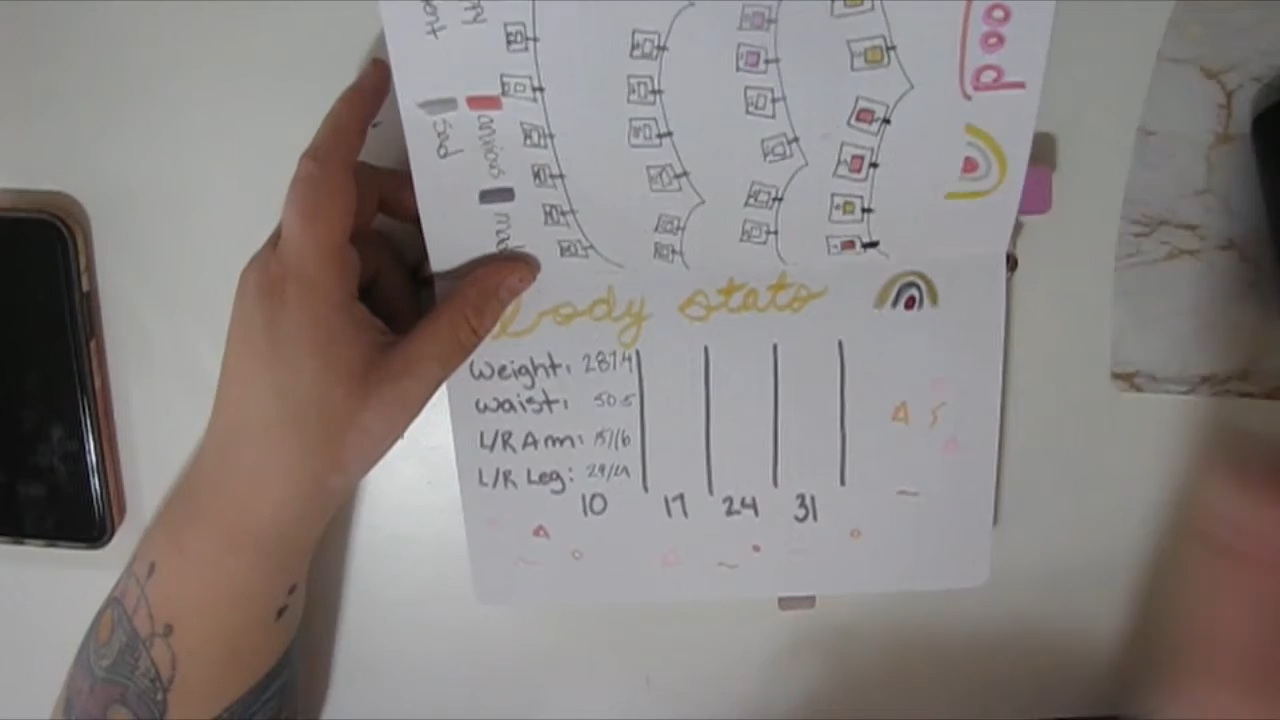 ood
anxious
sad
mad
body stats
Weight: 287.4
Waist: 50.5
L/R Arm: 15/16
L/R Leg: 29/29
10 17 24 31